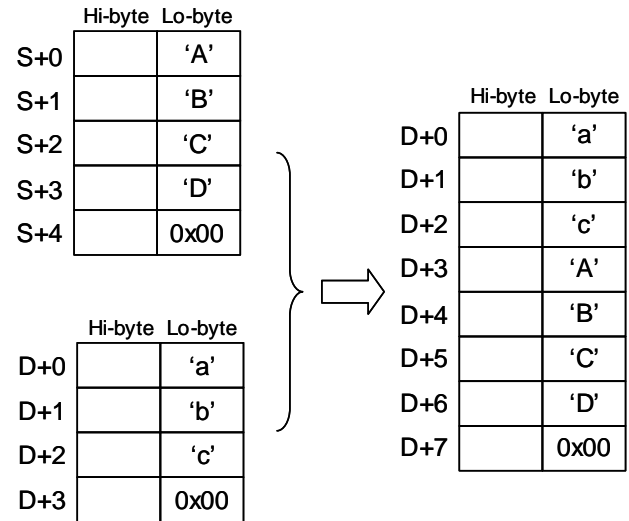 Hi-byte Lo-byte
S+0 ‘A’
S+1 ‘B’
S+2 ‘C’
S+3 ‘D’
S+4 0x00
Hi-byte Lo-byte
D+0 ‘a’
D+1 ‘b’
D+2 ‘c’
D+3 0x00
Hi-byte Lo-byte
D+0 ‘a’
D+1 ‘b’
D+2 ‘c’
D+3 ‘A’
D+4 ‘B’
D+5 ‘C’
D+6 ‘D’
D+7 0x00